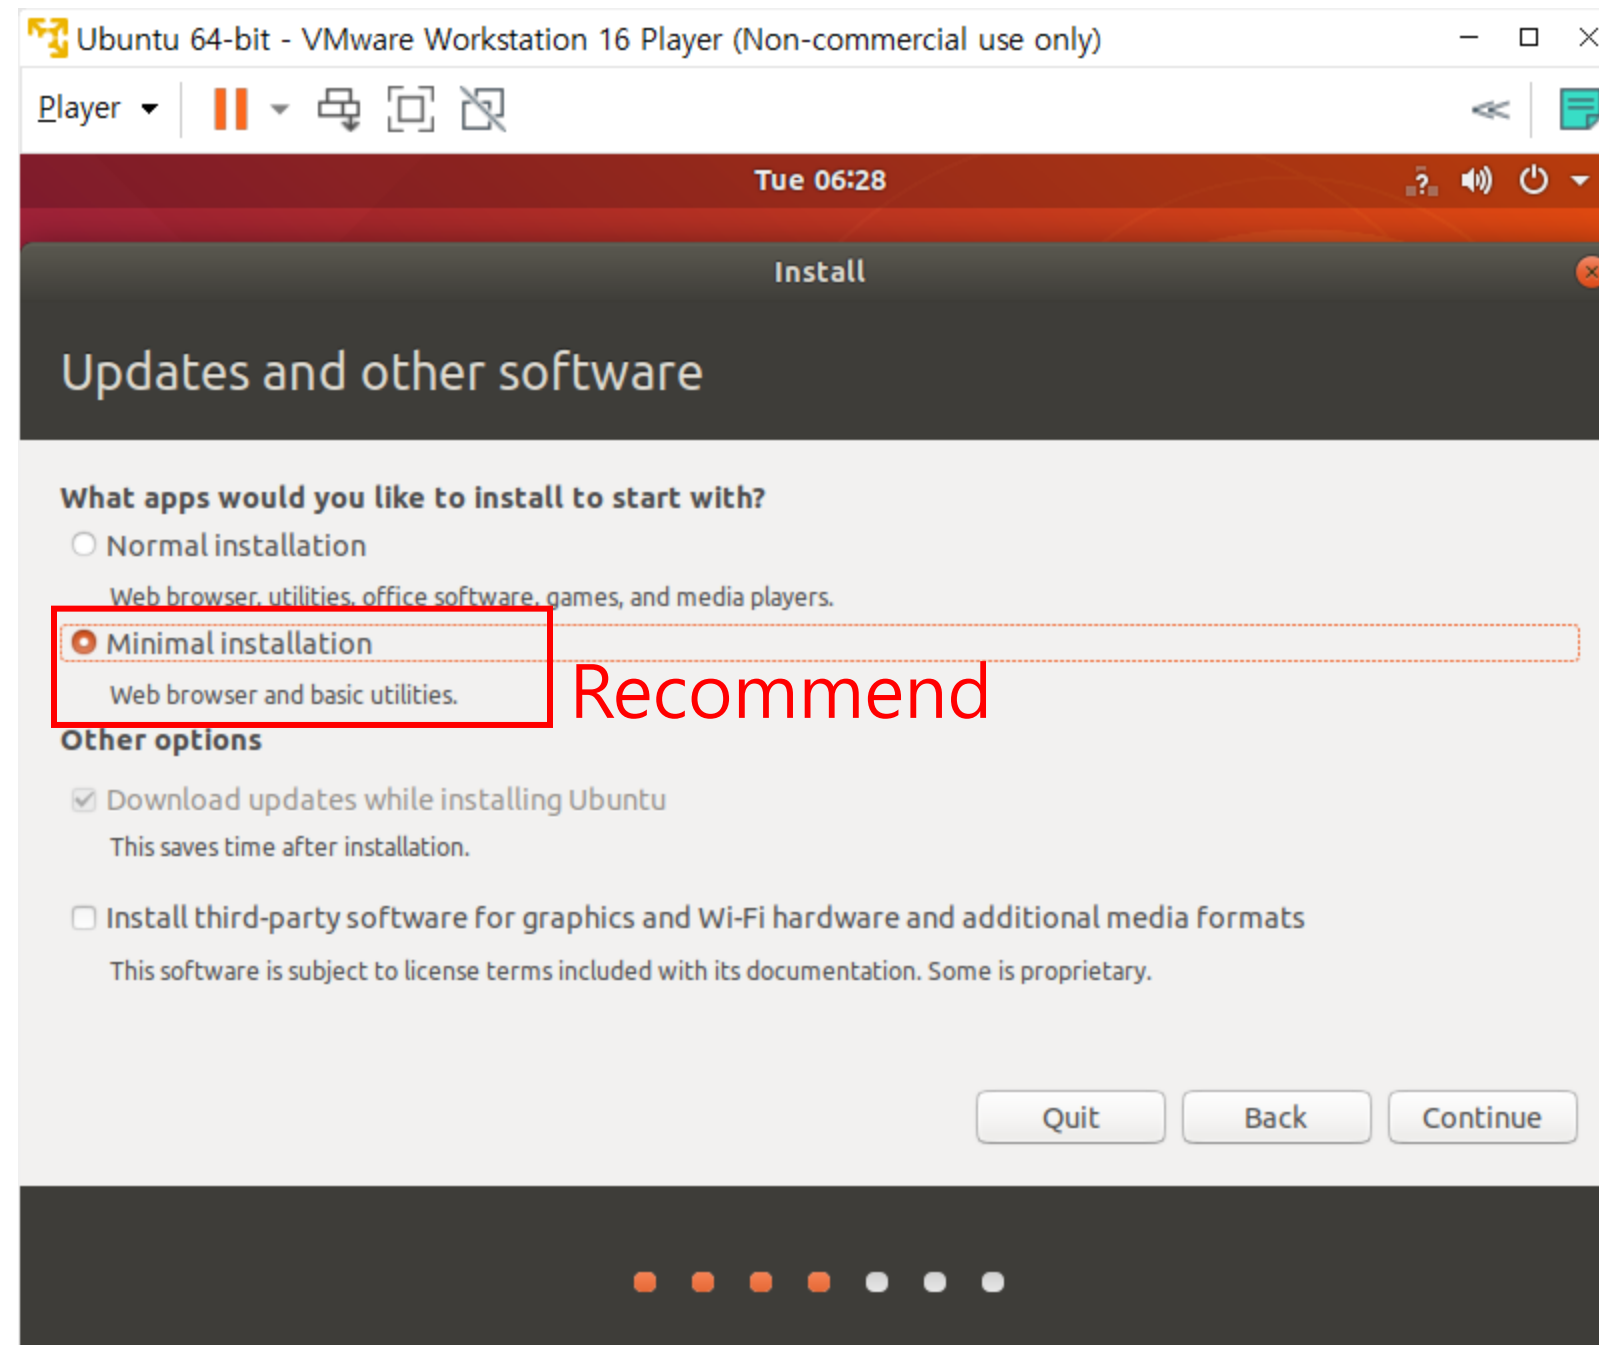 Ubuntu 64-bit - VMware Workstation 16 Player (Non-commercial use only)
Player
Tue 06:28
?
Install
Updates and other software
What apps would you like to install to start with?
Normal installation
Web browser, utilities, office software, games, and media players.
Minimal installation
Web browser and basic utilities.
Recommend
Other options
Download updates while installing Ubuntu
This saves time after installation.
Install third-party software for graphics and Wi-Fi hardware and additional media formats
This software is subject to license terms included with its documentation. Some is proprietary.
Quit Back Continue